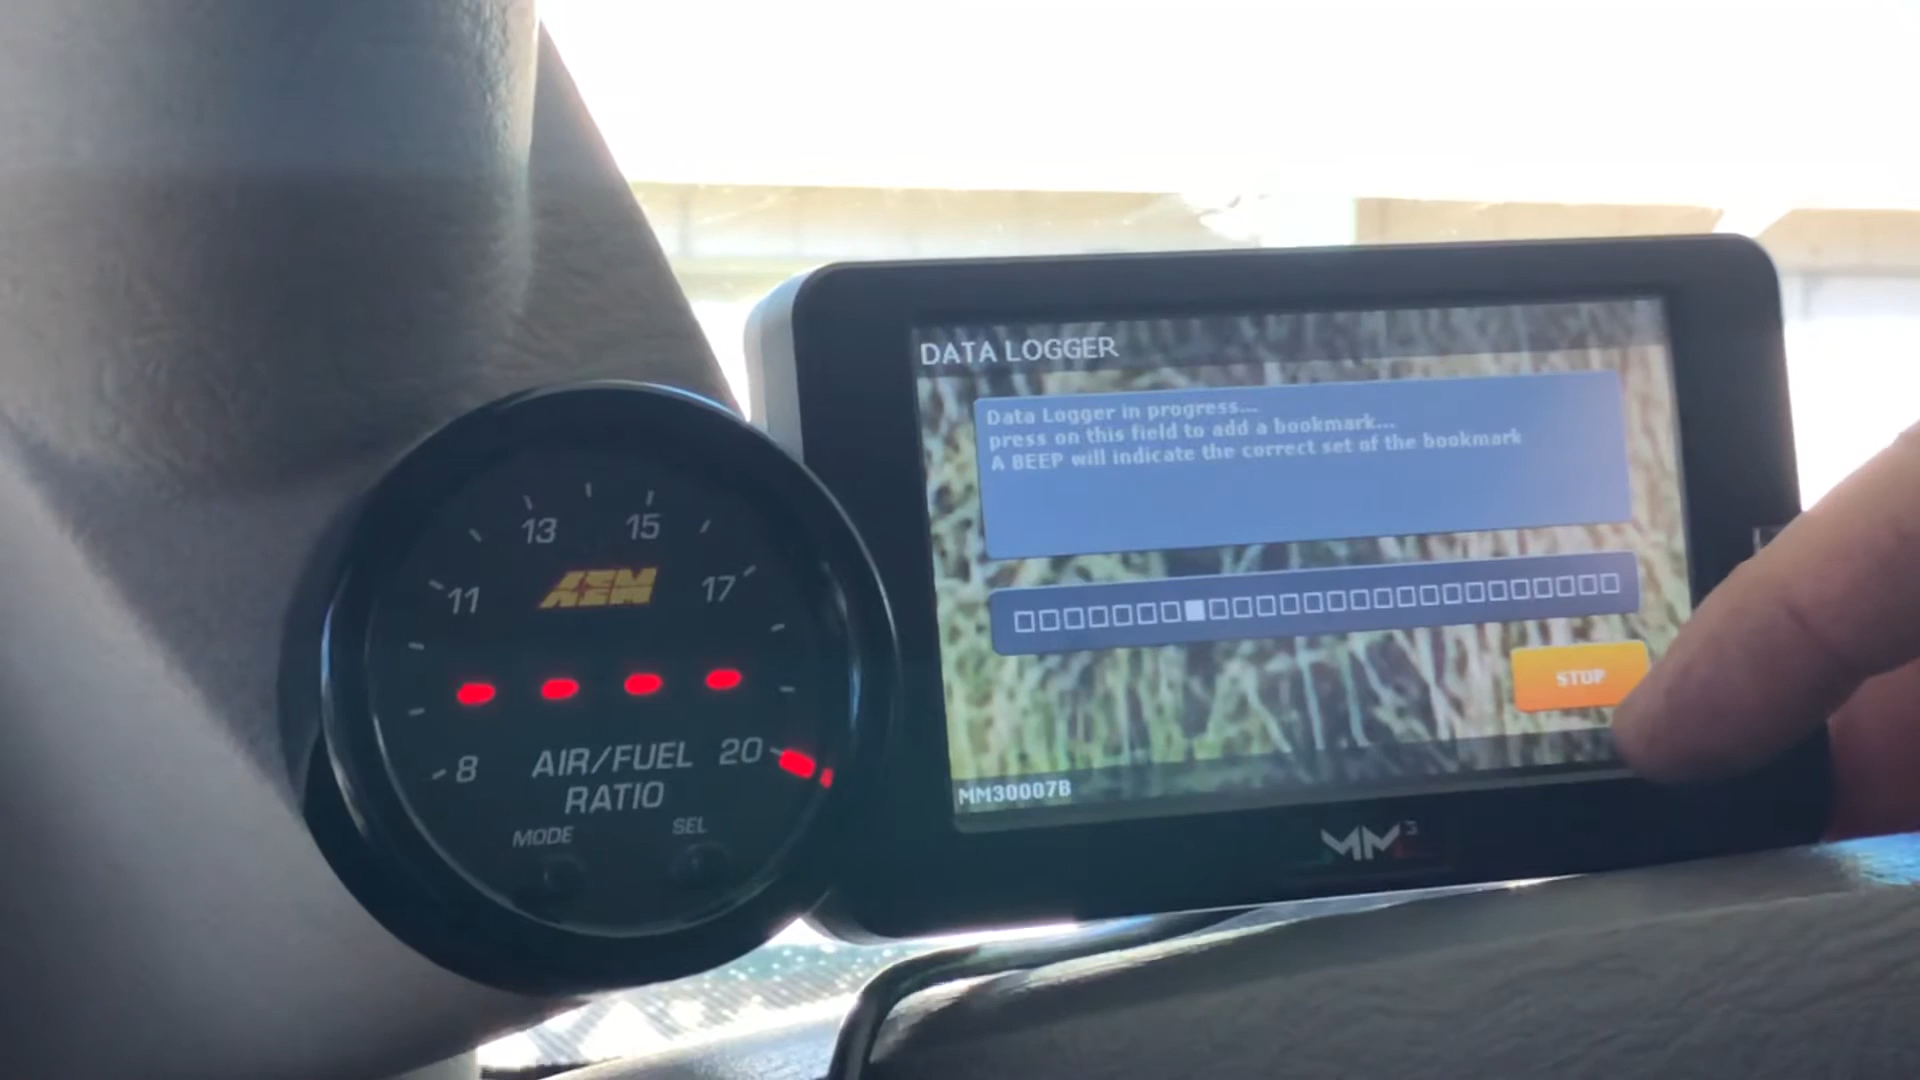 DATA LOGGER
Data Logger in progress...
press on this field to add a bookmark...
A BEEP will indicate the correct set of the bookmark
STOP
MM30007B
MM3
13 15
11 AEM 17
8 AIR/FUEL 20
RATIO
MODE SEL